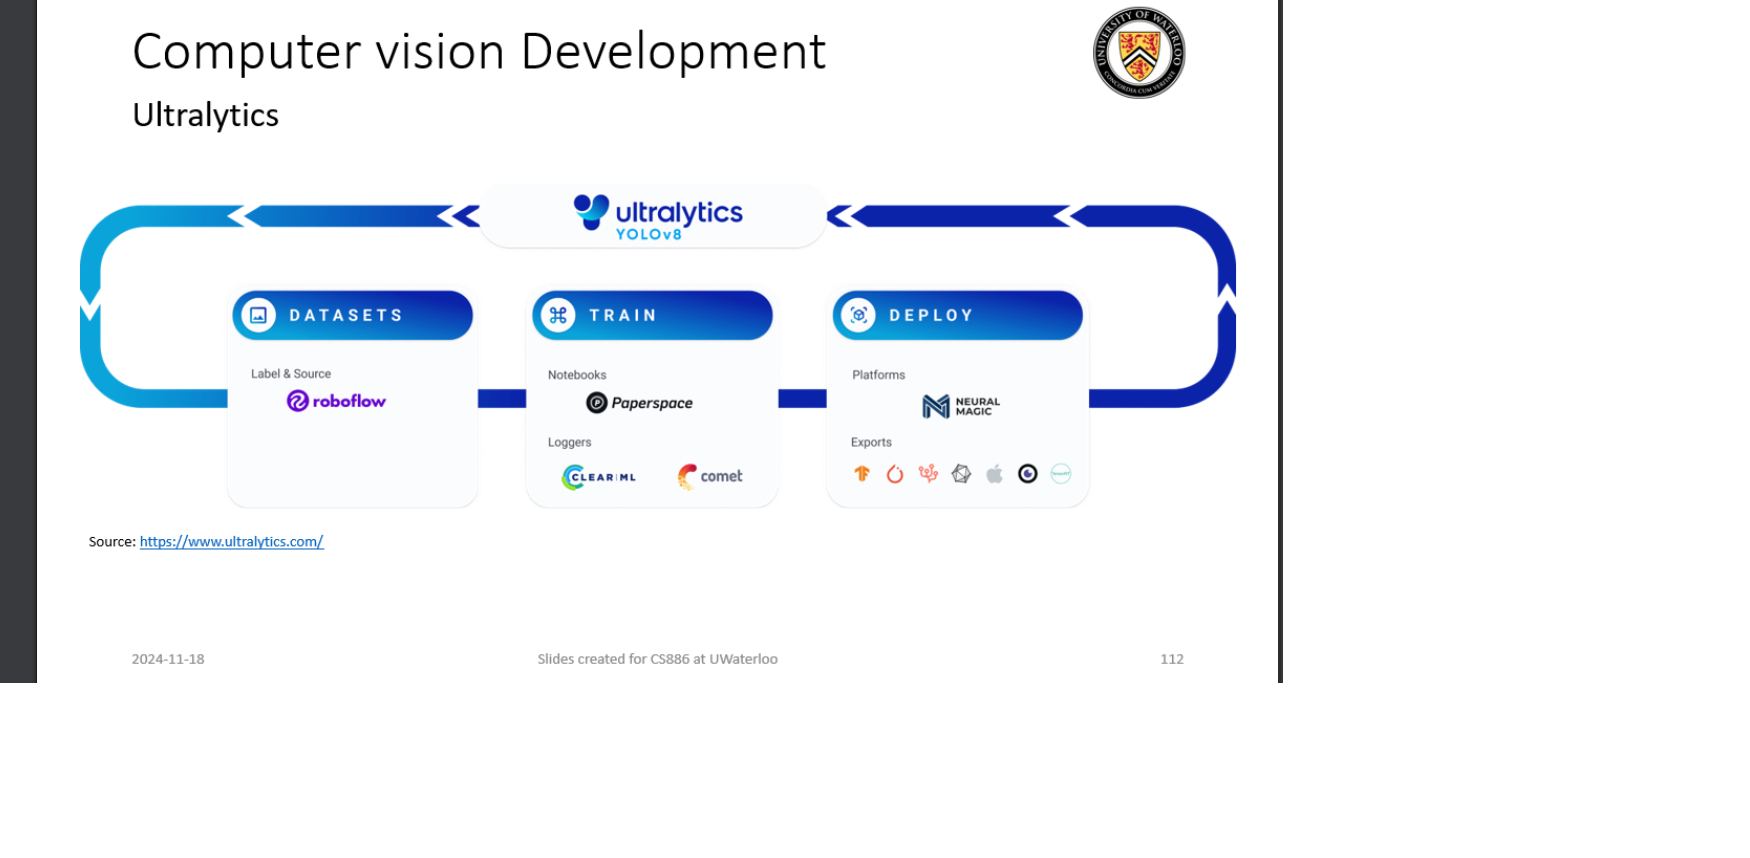 Computer vision Development
UNIVERSITY OF WATERLOO
CONCORDIA CUM VERITATE
Ultralytics
ultralytics
YOLOv8
DATASETS
TRAIN
DEPLOY
Label & Source
roboflow
Notebooks
Paperspace
Loggers
CLEAR|ML
comet
Platforms
NEURAL
MAGIC
Exports
Source: https://www.ultralytics.com/
2024-11-18
Slides created for CS886 at UWaterloo
112